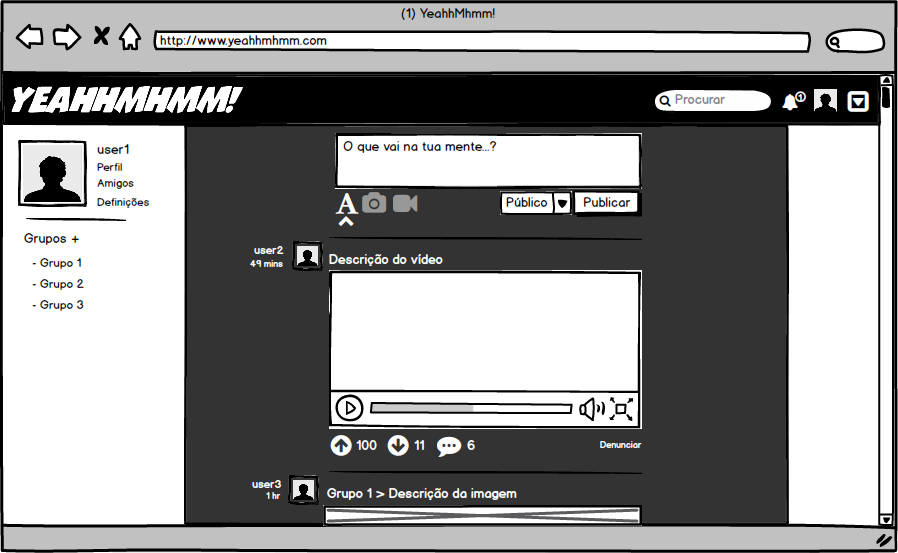 (1) YeahhMhmm!
http://www.yeahhmhmm.com
YEAHHMHMM!
Procurar
1
user1
Perfil
Amigos
Definições
Grupos +
- Grupo 1
- Grupo 2
- Grupo 3
O que vai na tua mente...?
A
Público
Publicar
user2
49 mins
Descrição do vídeo
100 11 6
Denunciar
user3
1 hr
Grupo 1 > Descrição da imagem